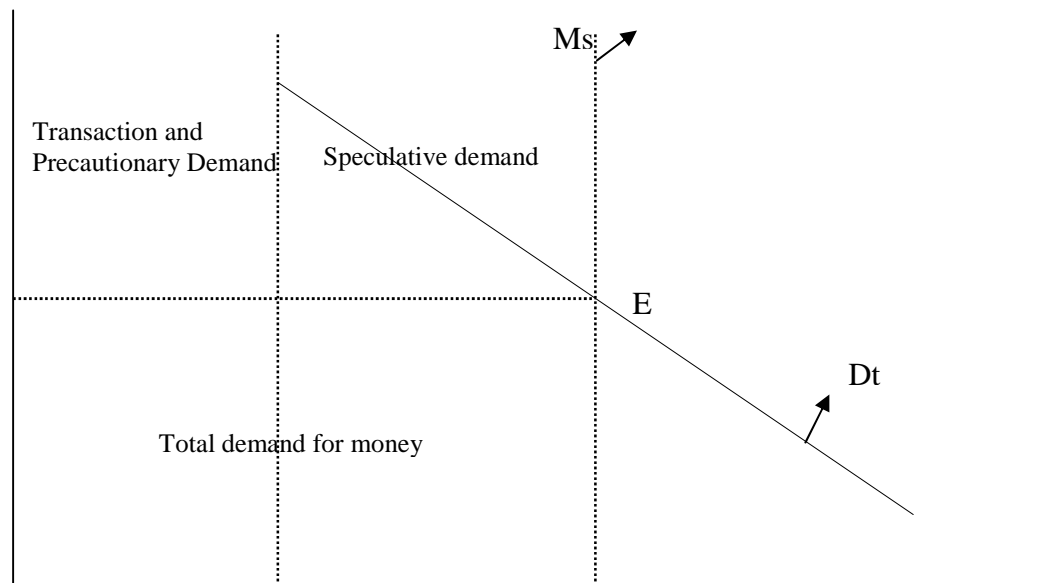 Ms
Transaction and
Precautionary Demand
Speculative demand
E
Dt
Total demand for money